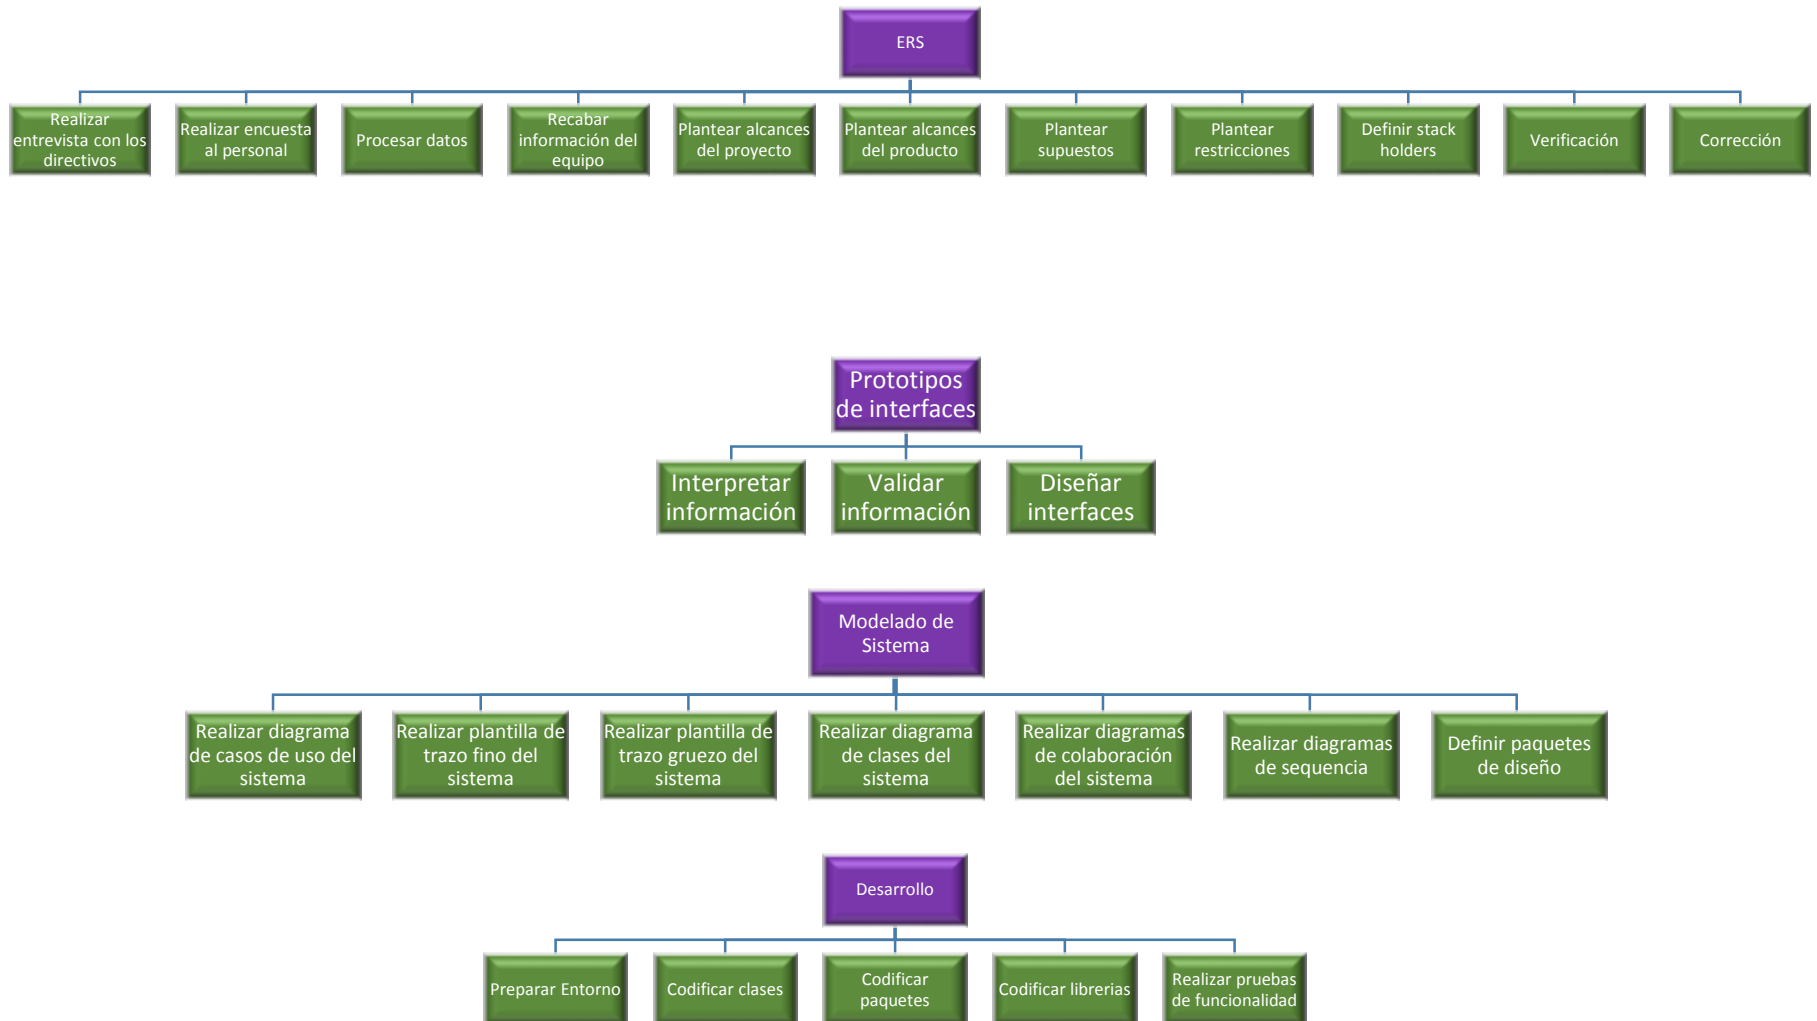 ERS
Realizar
entrevista con los
directivos
Realizar encuesta
al personal
Procesar datos
Recabar
información del
equipo
Plantear alcances
del proyecto
Plantear alcances
del producto
Plantear
supuestos
Plantear
restricciones
Definir stack
holders
Verificación
Corrección
Prototipos
de interfaces
Interpretar
información
Validar
información
Diseñar
interfaces
Modelado de
Sistema
Realizar diagrama
de casos de uso del
sistema
Realizar plantilla de
trazo fino del
sistema
Realizar plantilla de
trazo gruezo del
sistema
Realizar diagrama
de clases del
sistema
Realizar diagramas
de colaboración
del sistema
Realizar diagramas
de sequencia
Definir paquetes
de diseño
Desarrollo
Preparar Entorno
Codificar clases
Codificar
paquetes
Codificar librerias
Realizar pruebas
de funcionalidad